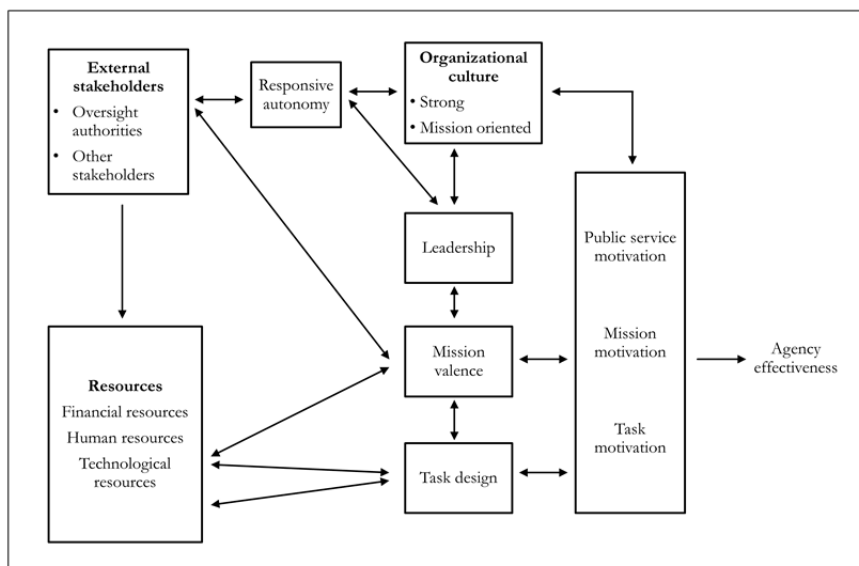 External
stakeholders
• Oversight
authorities
• Other
stakeholders
Responsive
autonomy
Organizational
culture
• Strong
• Mission oriented
Leadership
Public service
motivation
Mission
motivation
Task
motivation
Agency
effectiveness
Mission
valence
Resources
Financial resources
Human resources
Technological
resources
Task design